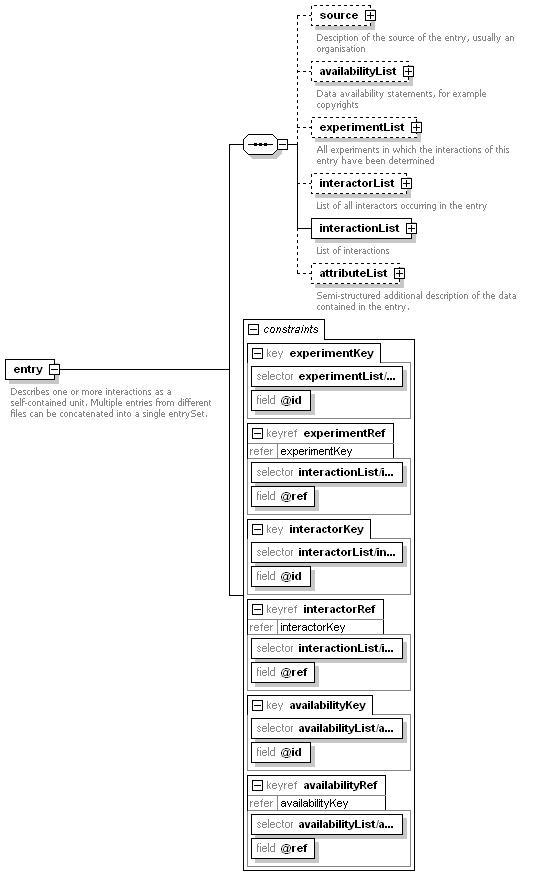 source
Desciption of the source of the entry, usually an
organisation
availabilityList
Data availability statements, for example
copyrights
experimentList
All experiments in which the interactions of this
entry have been determined
interactorList
List of all interactors occurring in the entry
interactionList
List of interactions
attributeList
Semi-structured additional description of the data
contained in the entry.
entry
Describes one or more interactions as a
self-contained unit. Multiple entries from different
files can be concatenated into a single entrySet.
constraints
key experimentKey
selector experimentList/...
field @id
keyref experimentRef
refer experimentKey
selector interactionList/i...
field @ref
key interactorKey
selector interactorList/in...
field @id
keyref interactorRef
refer interactorKey
selector interactionList/i...
field @ref
key availabilityKey
selector availabilityList/a...
field @id
keyref availabilityRef
refer availabilityKey
selector availabilityList/a...
field @ref